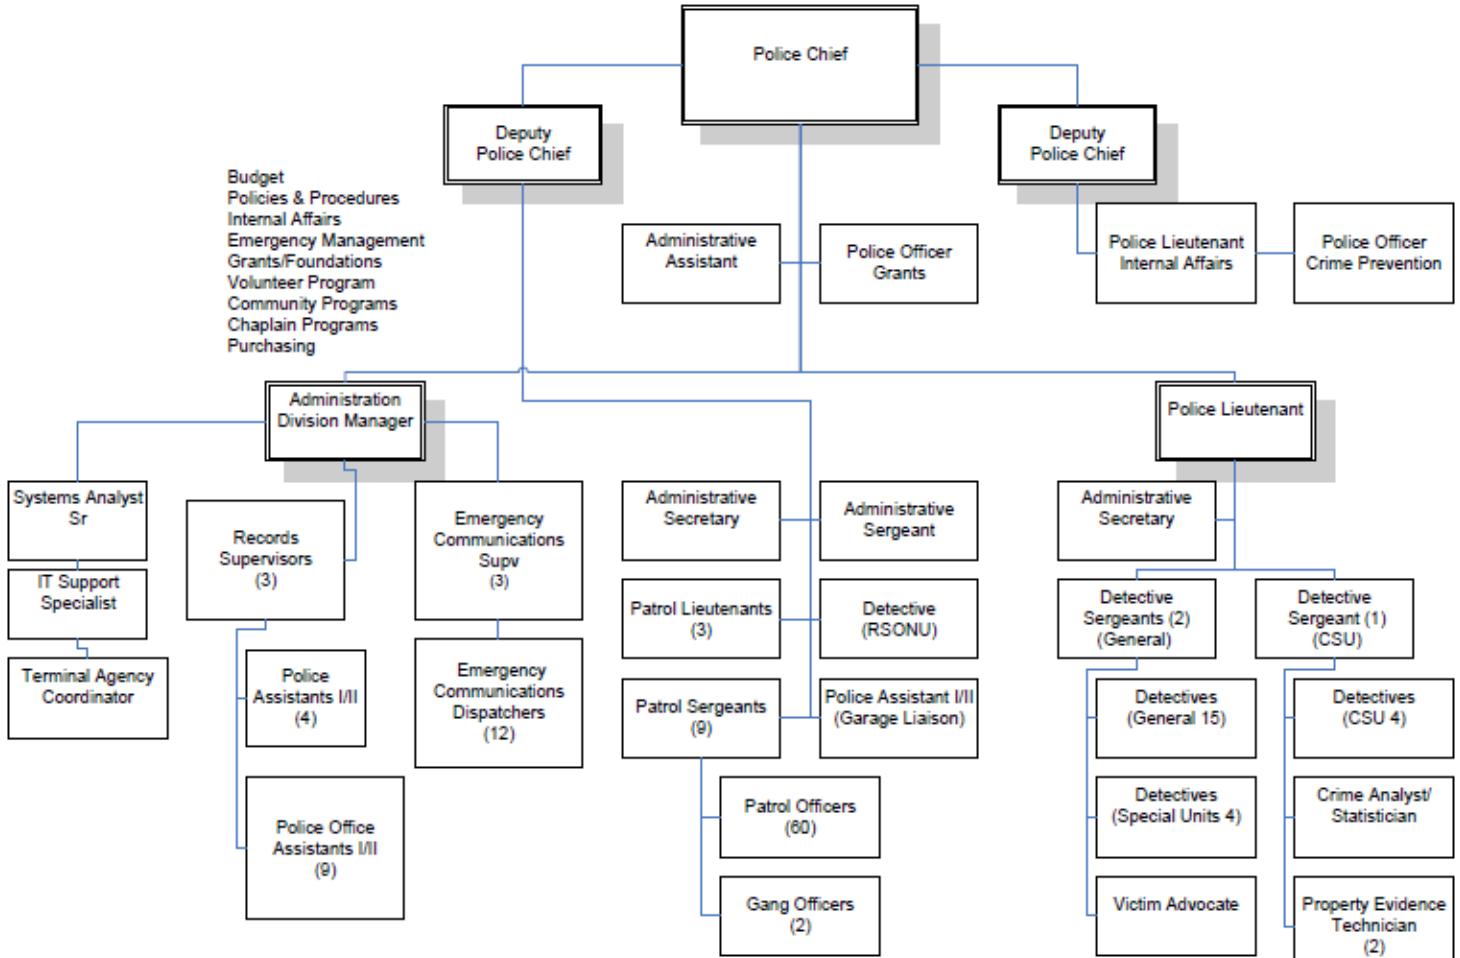 Police Chief
Deputy
Police Chief
Deputy
Police Chief
Budget
Policies & Procedures
Internal Affairs
Emergency Management
Grants/Foundations
Volunteer Program
Community Programs
Chaplain Programs
Purchasing
Administrative
Assistant
Police Officer
Grants
Police Lieutenant
Internal Affairs
Police Officer
Crime Prevention
Administration
Division Manager
Police Lieutenant
Systems Analyst
Sr
IT Support
Specialist
Terminal Agency
Coordinator
Records
Supervisors
(3)
Police
Assistants I/II
(4)
Police Office
Assistants I/II
(9)
Emergency
Communications
Supv
(3)
Emergency
Communications
Dispatchers
(12)
Administrative
Secretary
Administrative
Sergeant
Patrol Lieutenants
(3)
Detective
(RSONU)
Patrol Sergeants
(9)
Police Assistant I/II
(Garage Liaison)
Patrol Officers
(60)
Gang Officers
(2)
Administrative
Secretary
Detective
Sergeants (2)
(General)
Detective
Sergeant (1)
(CSU)
Detectives
(General 15)
Detectives
(CSU 4)
Detectives
(Special Units 4)
Crime Analyst/
Statistician
Victim Advocate
Property Evidence
Technician
(2)